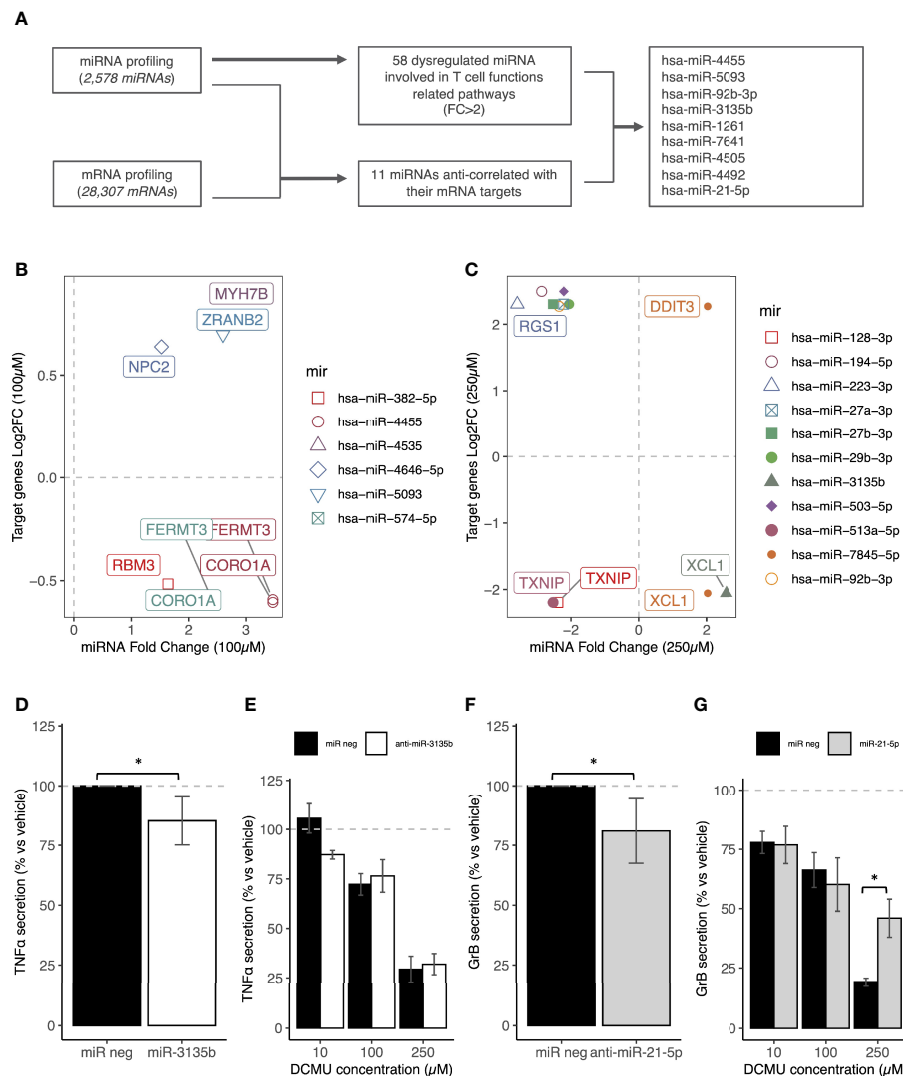 A
miRNA profiling
(2,578 miRNAs)
58 dysregulated miRNA
involved in T cell functions
related pathways
(FC>2)
mRNA profiling
(28,307 mRNAs)
11 miRNAs anti-correlated with
their mRNA targets
hsa-miR-4455
hsa-miR-5093
hsa-miR-92b-3p
hsa-miR-3135b
hsa-miR-1261
hsa-miR-7641
hsa-miR-4505
hsa-miR-4492
hsa-miR-21-5p
B
Target genes Log2FC (100µM)
0.5
0.0
−0.5
MYH7B
ZRANB2
NPC2
FERMT3
FERMT3
RBM3
CORO1A
CORO1A
0
1
2
3
miRNA Fold Change (100µM)
mir
hsa−miR−382−5p
hsa−miR−4455
hsa−miR−4535
hsa−miR−4646−5p
hsa−miR−5093
hsa−miR−574−5p
C
Target genes Log2FC (250µM)
2
1
0
−1
−2
RGS1
DDIT3
TXNIP
TXNIP
XCL1
XCL1
−2
0
2
miRNA Fold Change (250µM)
mir
hsa−miR−128−3p
hsa−miR−194−5p
hsa−miR−223−3p
hsa−miR−27a−3p
hsa−miR−27b−3p
hsa−miR−29b−3p
hsa−miR−3135b
hsa−miR−503−5p
hsa−miR−513a−5p
hsa−miR−7845−5p
hsa−miR−92b−3p
D
TNFα secretion (% vs vehicle)
125
100
75
50
25
0
*
miR neg
miR-3135b
E
miR neg
anti-miR-3135b
TNFα secretion (% vs vehicle)
125
100
75
50
25
0
10
100
250
DCMU concentration (µM)
F
GrB secretion (% vs vehicle)
125
100
75
50
25
0
*
miR neg
anti-miR-21-5p
G
miR neg
miR-21-5p
GrB secretion (% vs vehicle)
100
75
50
25
0
*
10
100
250
DCMU concentration (µM)